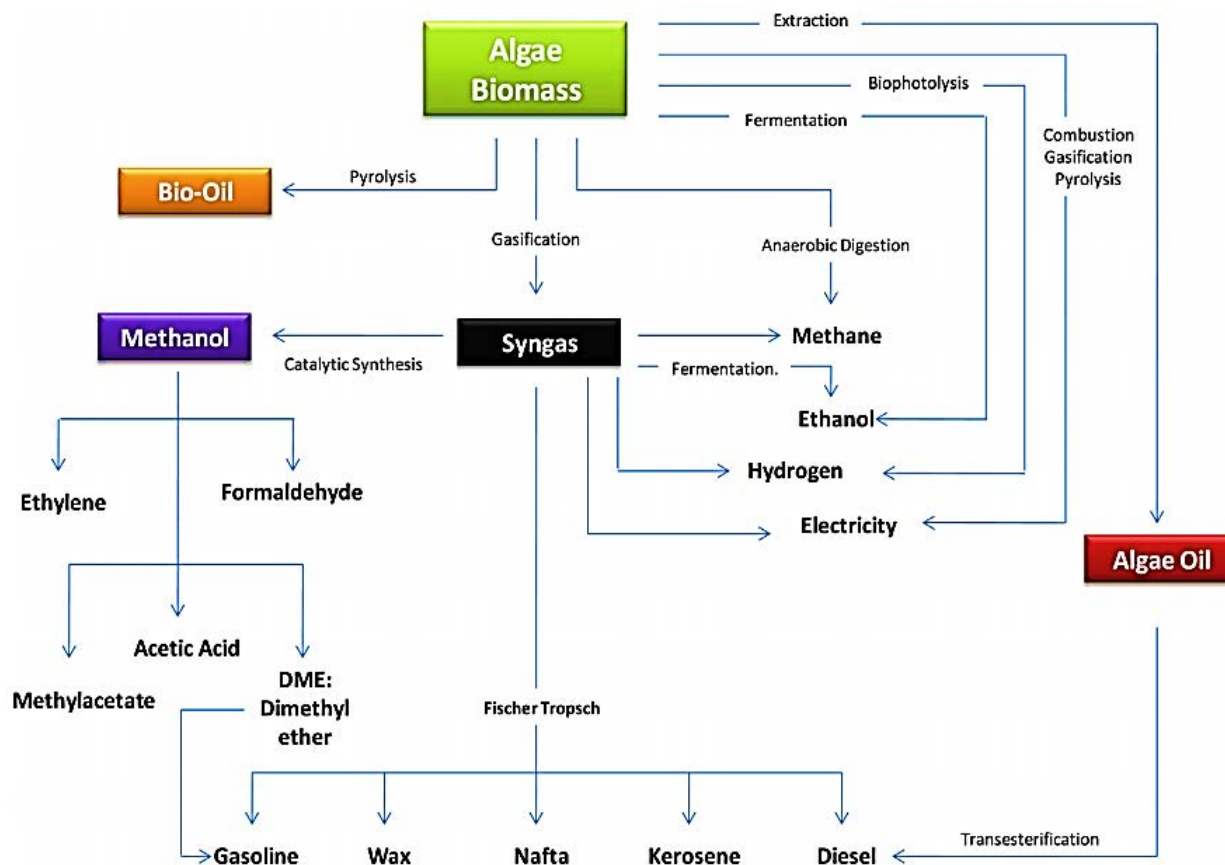 Extraction
Algae
Biomass
Biophotolysis
Fermentation
Combustion
Gasification
Pyrolysis
Bio-Oil
Pyrolysis
Gasification
Anaerobic Digestion
Methanol
Catalytic Synthesis
Syngas
Methane
Fermentation.
Ethanol
Hydrogen
Electricity
Algae Oil
Ethylene
Formaldehyde
Acetic Acid
Methylacetate
DME:
Dimethyl
ether
Fischer Tropsch
Transesterification
Gasoline
Wax
Nafta
Kerosene
Diesel